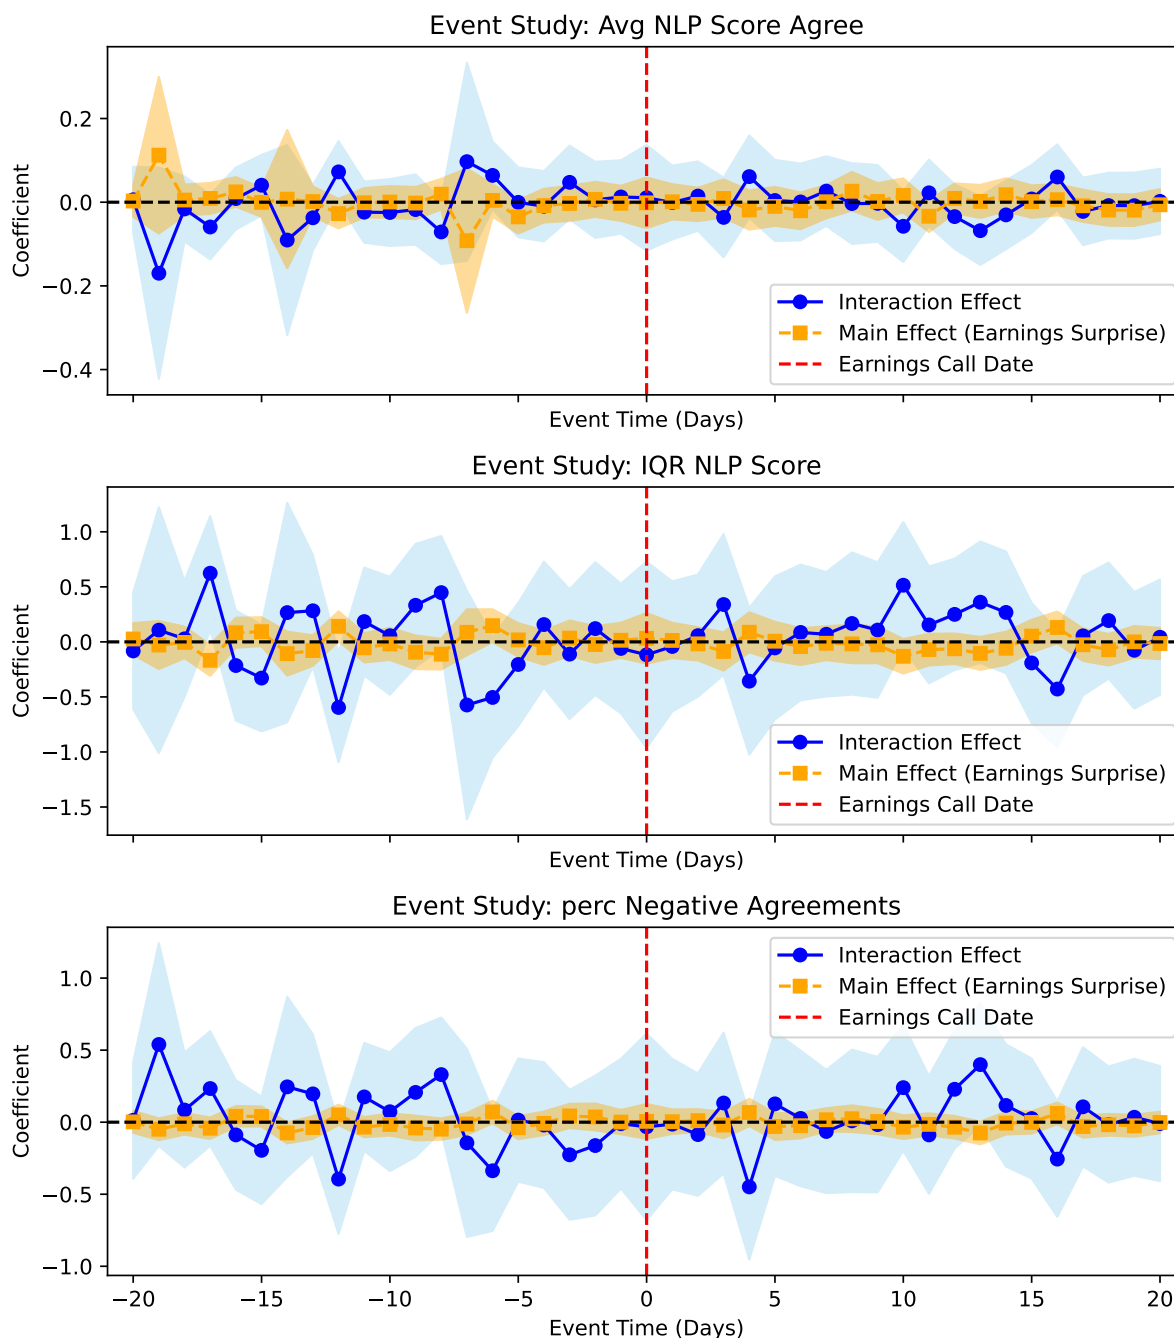 Event Study: Avg NLP Score Agree
0.2
0.0
−0.2
−0.4
Coefficient
Interaction Effect
Main Effect (Earnings Surprise)
Earnings Call Date
Event Time (Days)
Event Study: IQR NLP Score
1.0
0.5
0.0
−0.5
−1.0
−1.5
Coefficient
Interaction Effect
Main Effect (Earnings Surprise)
Earnings Call Date
Event Time (Days)
Event Study: perc Negative Agreements
1.0
0.5
0.0
−0.5
−1.0
Coefficient
Interaction Effect
Main Effect (Earnings Surprise)
Earnings Call Date
−20 −15 −10 −5 0 5 10 15 20
Event Time (Days)